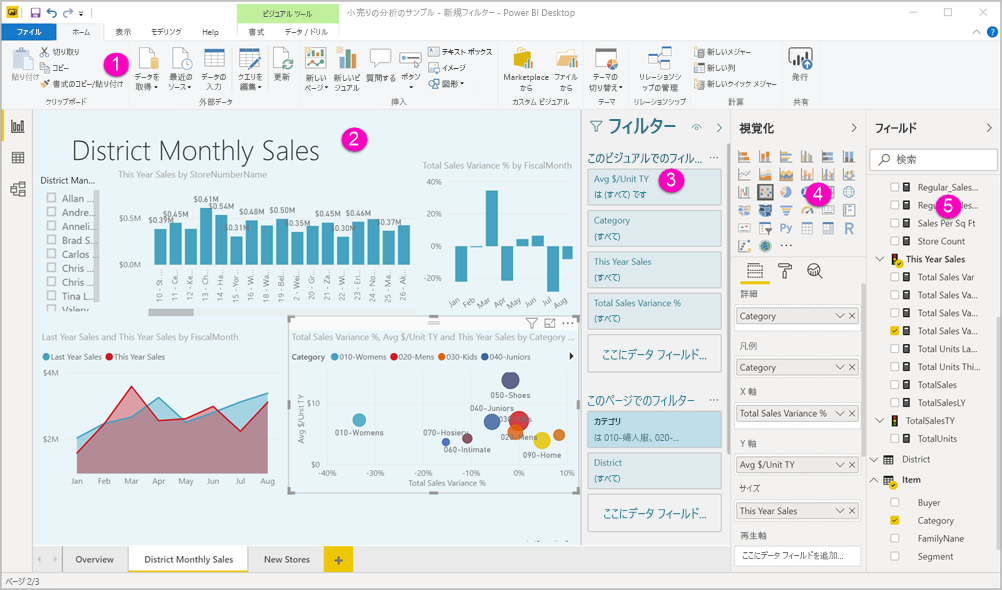 ビジュアル ツール
小売りの分析のサンプル - 新規フィルター - Power BI Desktop
ファイル
ホーム
表示
モデリング
Help
書式
データ / ドリル
貼り付け
切り取り
コピー
書式のコピー/貼り付け
クリップボード
1
データを
取得
最近の
ソース
データの
入力
クエリを
編集
外部データ
更新
新しい
ページ
新しいビ
ジュアル
質問する
ボタン
テキスト ボックス
イメージ
図形
挿入
Marketplace
から
ファイル
から
カスタム ビジュアル
テーマの
切り替え
テーマ
リレーションシ
ップの管理
リレーションシップ
新しいメジャー
新しい列
新しいクイック メジャー
計算
発行
共有
District Monthly Sales
2
District Man...
Allan ...
Andre...
Anneli...
Brad S...
Carlos ...
Chris ...
Chris ...
Tina L...
Valery
This Year Sales by StoreNumberName
$0.5M
$0.0M
$0.39M
$0.45M
$0.61M
$0.54M
$0.31M
$0.48M
$0.50M
$0.35M
$0.45M
$0.30M
$0.46M
$0.37M
10 - St. ...
11 - Ce...
12 - Ke...
13 - Ch...
14 - Ha...
15 - Yor...
16 - Wi...
18 - Wa...
19 - Bel...
2 - Wei...
20 - Gr...
21 - Za...
22 - Wi...
23 - Kn...
24 - No...
25 - Ma...
26 - Ak...
Total Sales Variance % by FiscalMonth
40%
20%
0%
-20%
Jan
Feb
Mar
Apr
May
Jun
Jul
Aug
Last Year Sales and This Year Sales by FiscalMonth
Last Year Sales
This Year Sales
$4M
$2M
Jan
Feb
Mar
Apr
May
Jun
Jul
Aug
Total Sales Variance %, Avg $/Unit TY and This Year Sales by Category ...
Category
010-Womens
020-Mens
030-Kids
040-Juniors
Avg $/Unit TY
$10
$0
010-Womens
050-Shoes
040-Juniors
070-Hosiery
060-Intimate
020-Mens
090-Home
-40%
-30%
-20%
-10%
0%
10%
Total Sales Variance %
フィルター
このビジュアルでのフィル...
3
Avg $/Unit TY
は (すべて) です
Category
(すべて)
This Year Sales
(すべて)
Total Sales Variance %
(すべて)
ここにデータ フィールド...
このページでのフィルター
カテゴリ
は 010-婦人服、020-...
District
(すべて)
ここにデータ フィールド...
視覚化
4
Py
R
詳細
Category
凡例
Category
X 軸
Total Sales Variance %
Y 軸
Avg $/Unit TY
サイズ
This Year Sales
再生軸
ここにデータ フィールドを追加...
フィールド
検索
5
Regular_Sales...
Sales Per Sq Ft
Store Count
This Year Sales
Total Sales Var
Total Sales Va...
Total Sales Va...
Total Sales Va...
Total Units La...
Total Units Thi...
TotalSales
TotalSalesLY
TotalSalesTY
TotalUnits
District
Item
Buyer
Category
FamilyNane
Segment
Overview
District Monthly Sales
New Stores
ページ 2/3